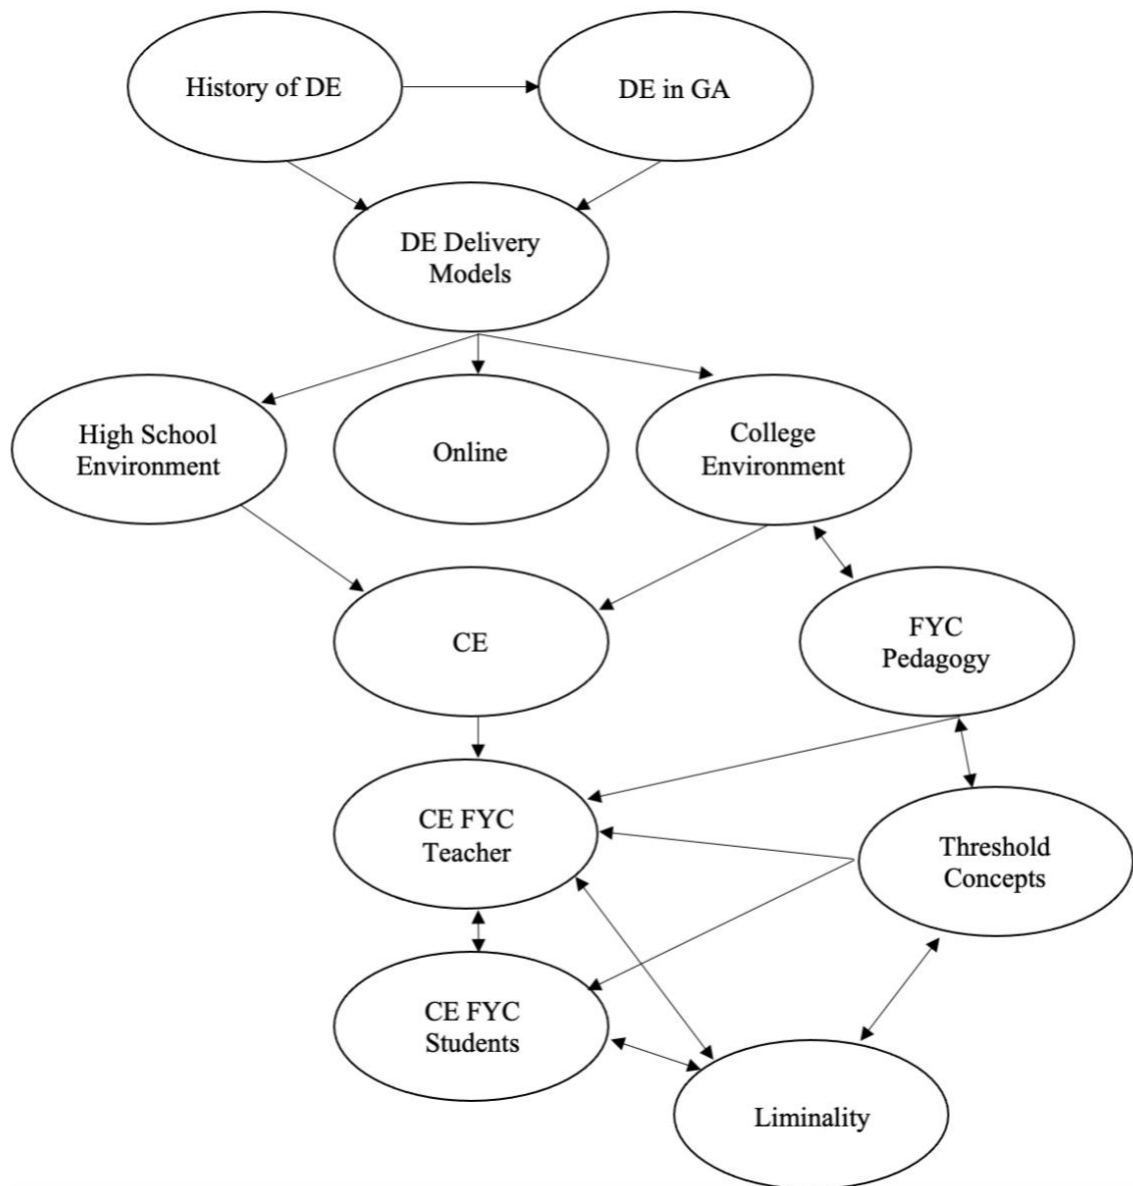 History of DE
DE in GA
DE Delivery
Models
High School
Environment
Online
College
Environment
CE
FYC
Pedagogy
CE FYC
Teacher
Threshold
Concepts
CE FYC
Students
Liminality